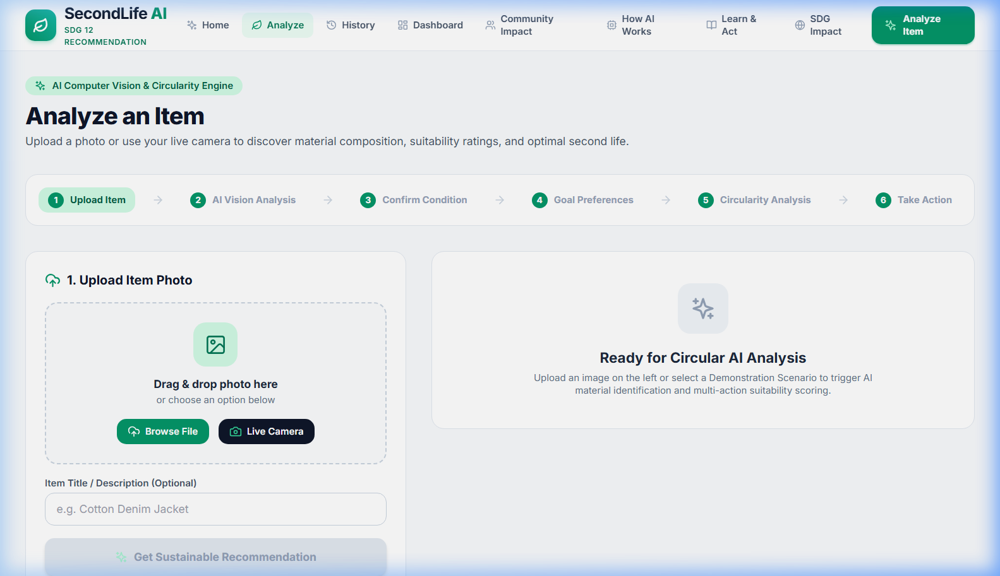 SecondLife AI
SDG 12
RECOMMENDATION
Home
Analyze
History
Dashboard
Community
Impact
How AI
Works
Learn &
Act
SDG
Impact
Analyze
Item
AI Computer Vision & Circularity Engine
Analyze an Item
Upload a photo or use your live camera to discover material composition, suitability ratings, and optimal second life.
1 Upload Item
2 AI Vision Analysis
3 Confirm Condition
4 Goal Preferences
5 Circularity Analysis
6 Take Action
1. Upload Item Photo
Drag & drop photo here
or choose an option below
Browse File
Live Camera
Item Title / Description (Optional)
e.g. Cotton Denim Jacket
Get Sustainable Recommendation
Ready for Circular AI Analysis
Upload an image on the left or select a Demonstration Scenario to trigger AI
material identification and multi-action suitability scoring.